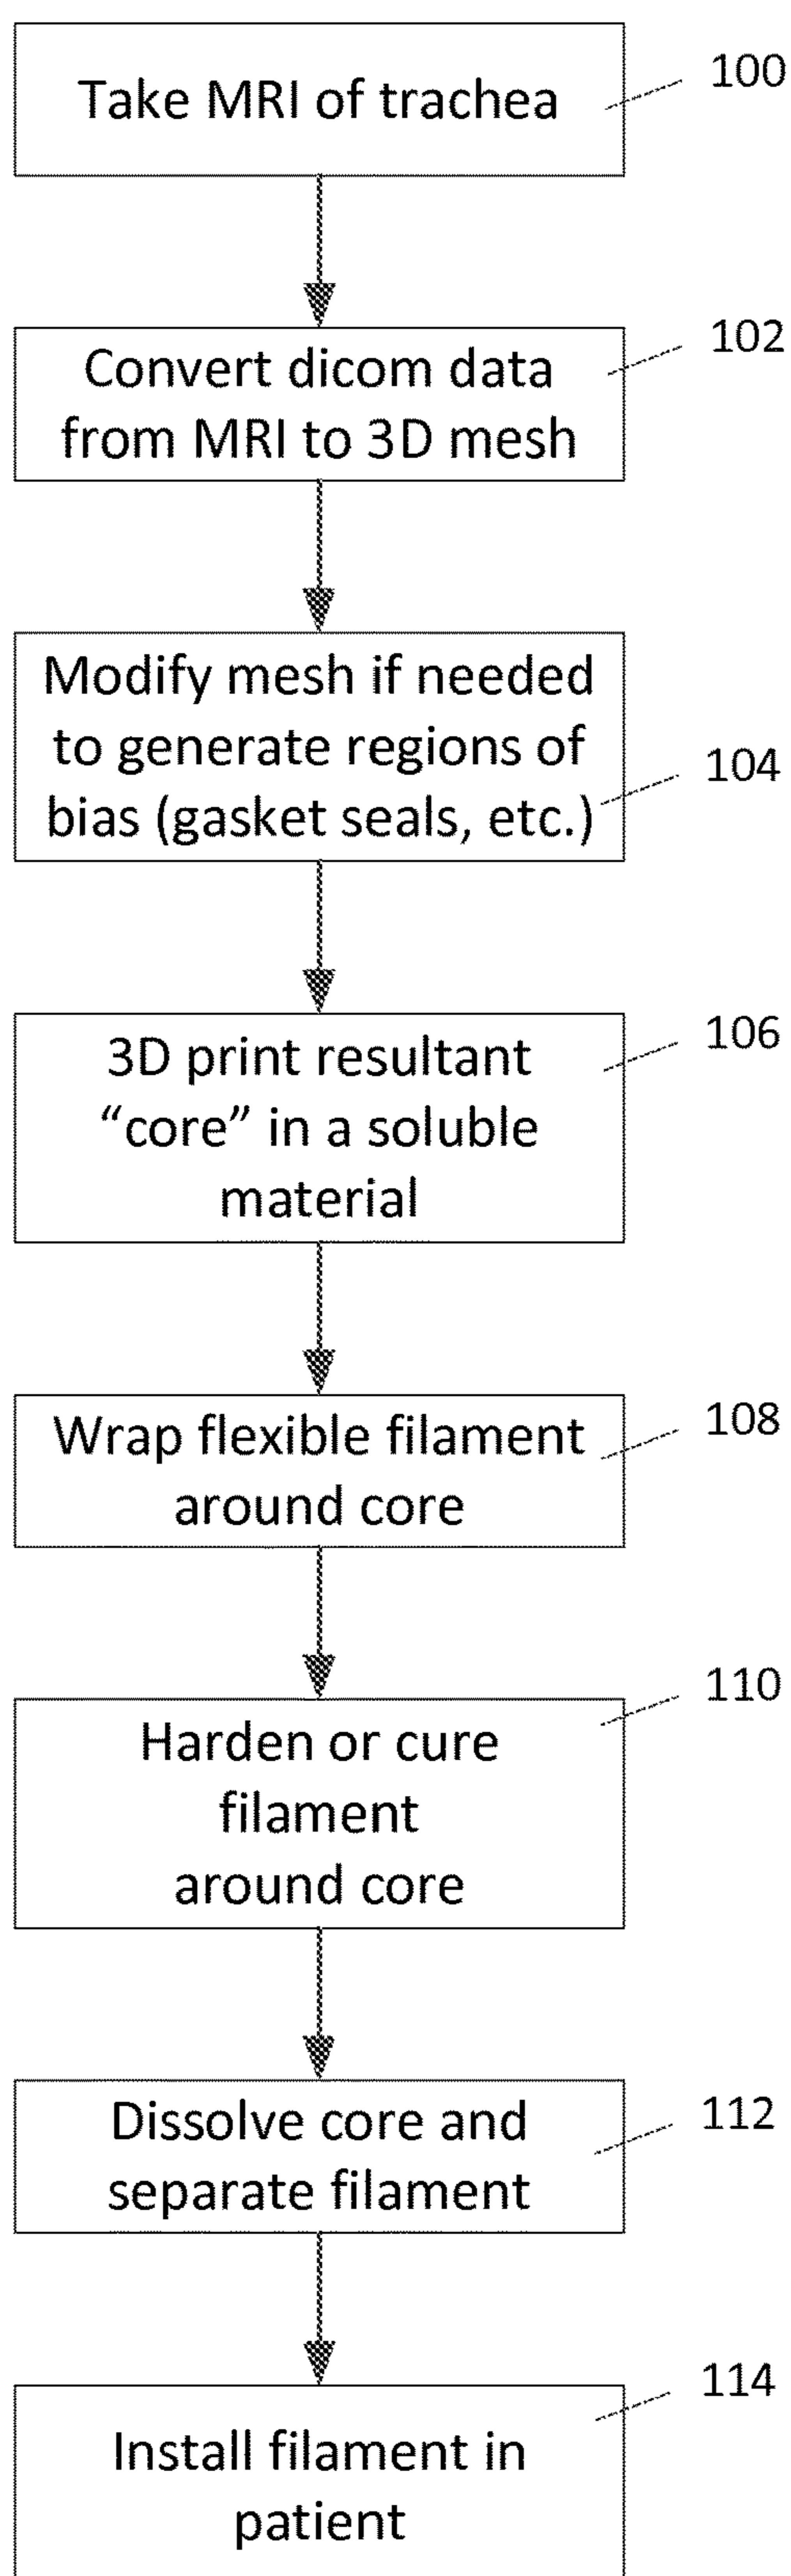 Take MRI of trachea
100
Convert dicom data
from MRI to 3D mesh
102
Modify mesh if needed
to generate regions of
bias (gasket seals, etc.)
104
3D print resultant
“core” in a soluble
material
106
Wrap flexible filament
around core
108
Harden or cure
filament
around core
110
Dissolve core and
separate filament
112
Install filament in
patient
114